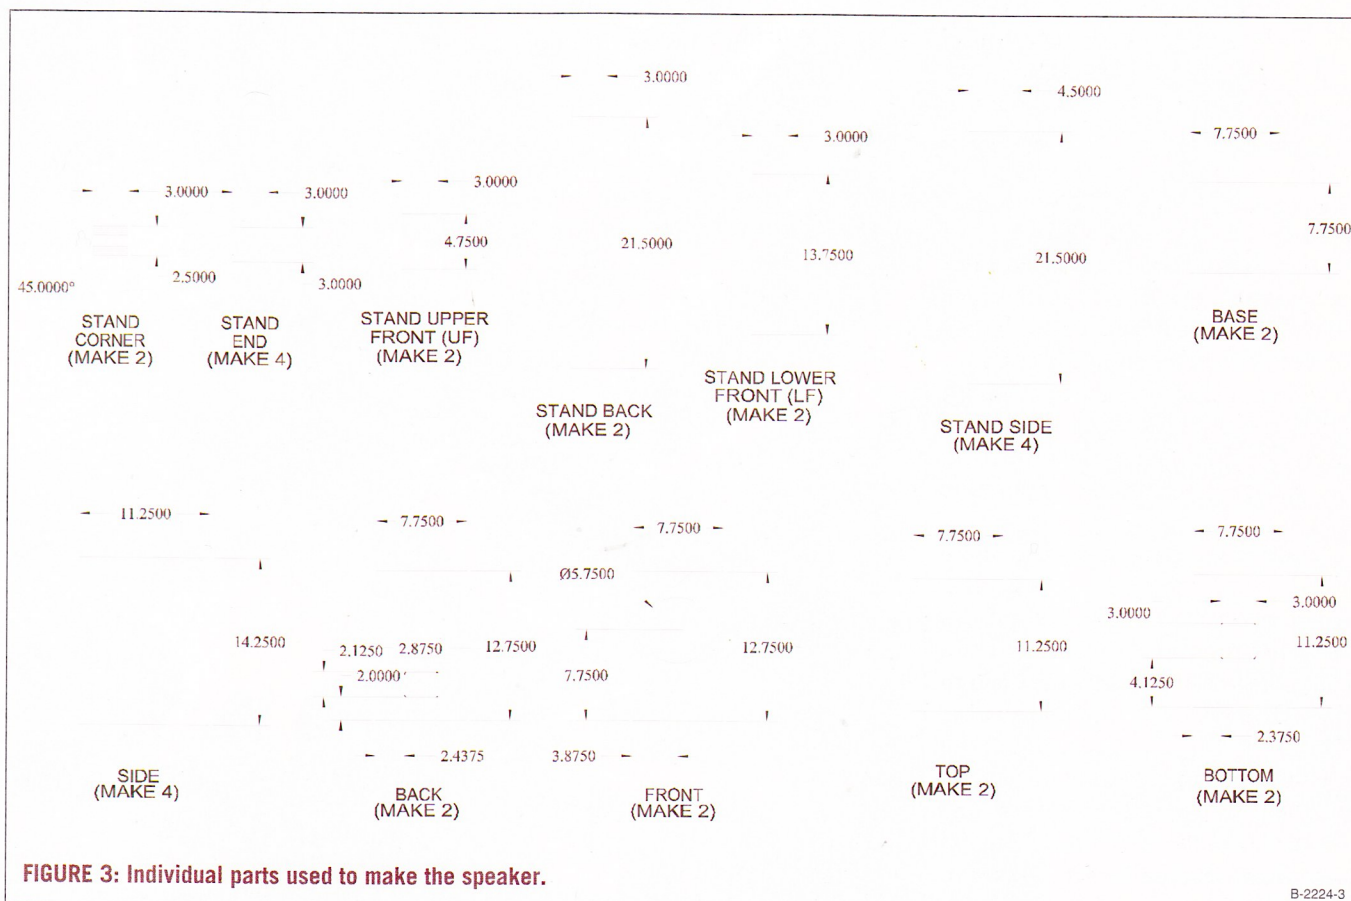 3.0000
3.0000
2.5000
45.0000°
STAND
CORNER
(MAKE 2)
3.0000
3.0000
STAND
END
(MAKE 4)
3.0000
4.7500
STAND UPPER
FRONT (UF)
(MAKE 2)
3.0000
21.5000
STAND BACK
(MAKE 2)
3.0000
13.7500
STAND LOWER
FRONT (LF)
(MAKE 2)
4.5000
21.5000
STAND SIDE
(MAKE 4)
7.7500
7.7500
BASE
(MAKE 2)
11.2500
14.2500
SIDE
(MAKE 4)
7.7500
2.1250 2.8750 12.7500
2.0000
2.4375
BACK
(MAKE 2)
7.7500
Ø5.7500
12.7500
7.7500
3.8750
FRONT
(MAKE 2)
7.7500
11.2500
TOP
(MAKE 2)
7.7500
3.0000
3.0000
11.2500
4.1250
2.3750
BOTTOM
(MAKE 2)
FIGURE 3: Individual parts used to make the speaker.
B-2224-3